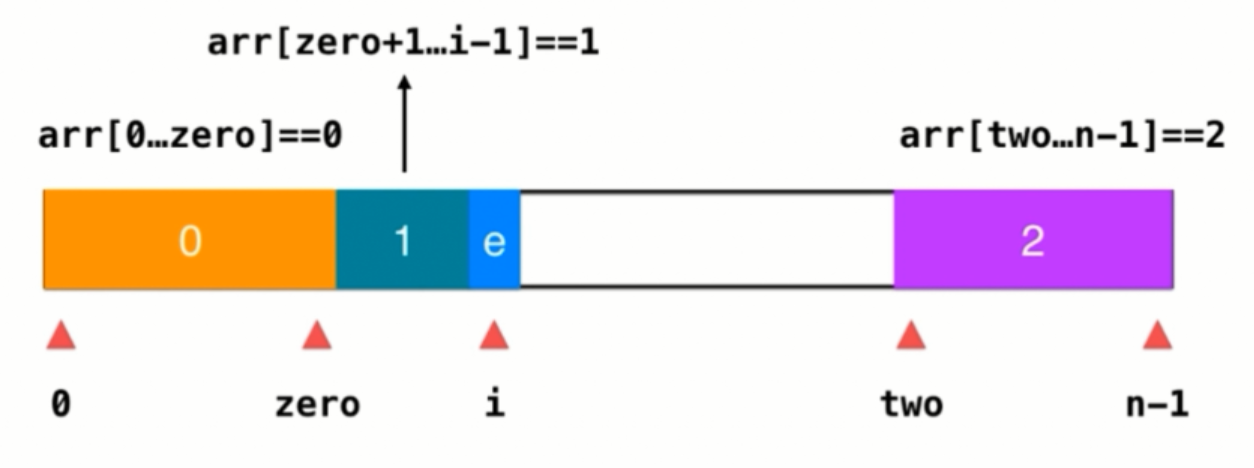 arr[zero+1…i-1]==1
arr[0…zero]==0
arr[two…n-1]==2
0 1 e 2
0 zero i two n-1